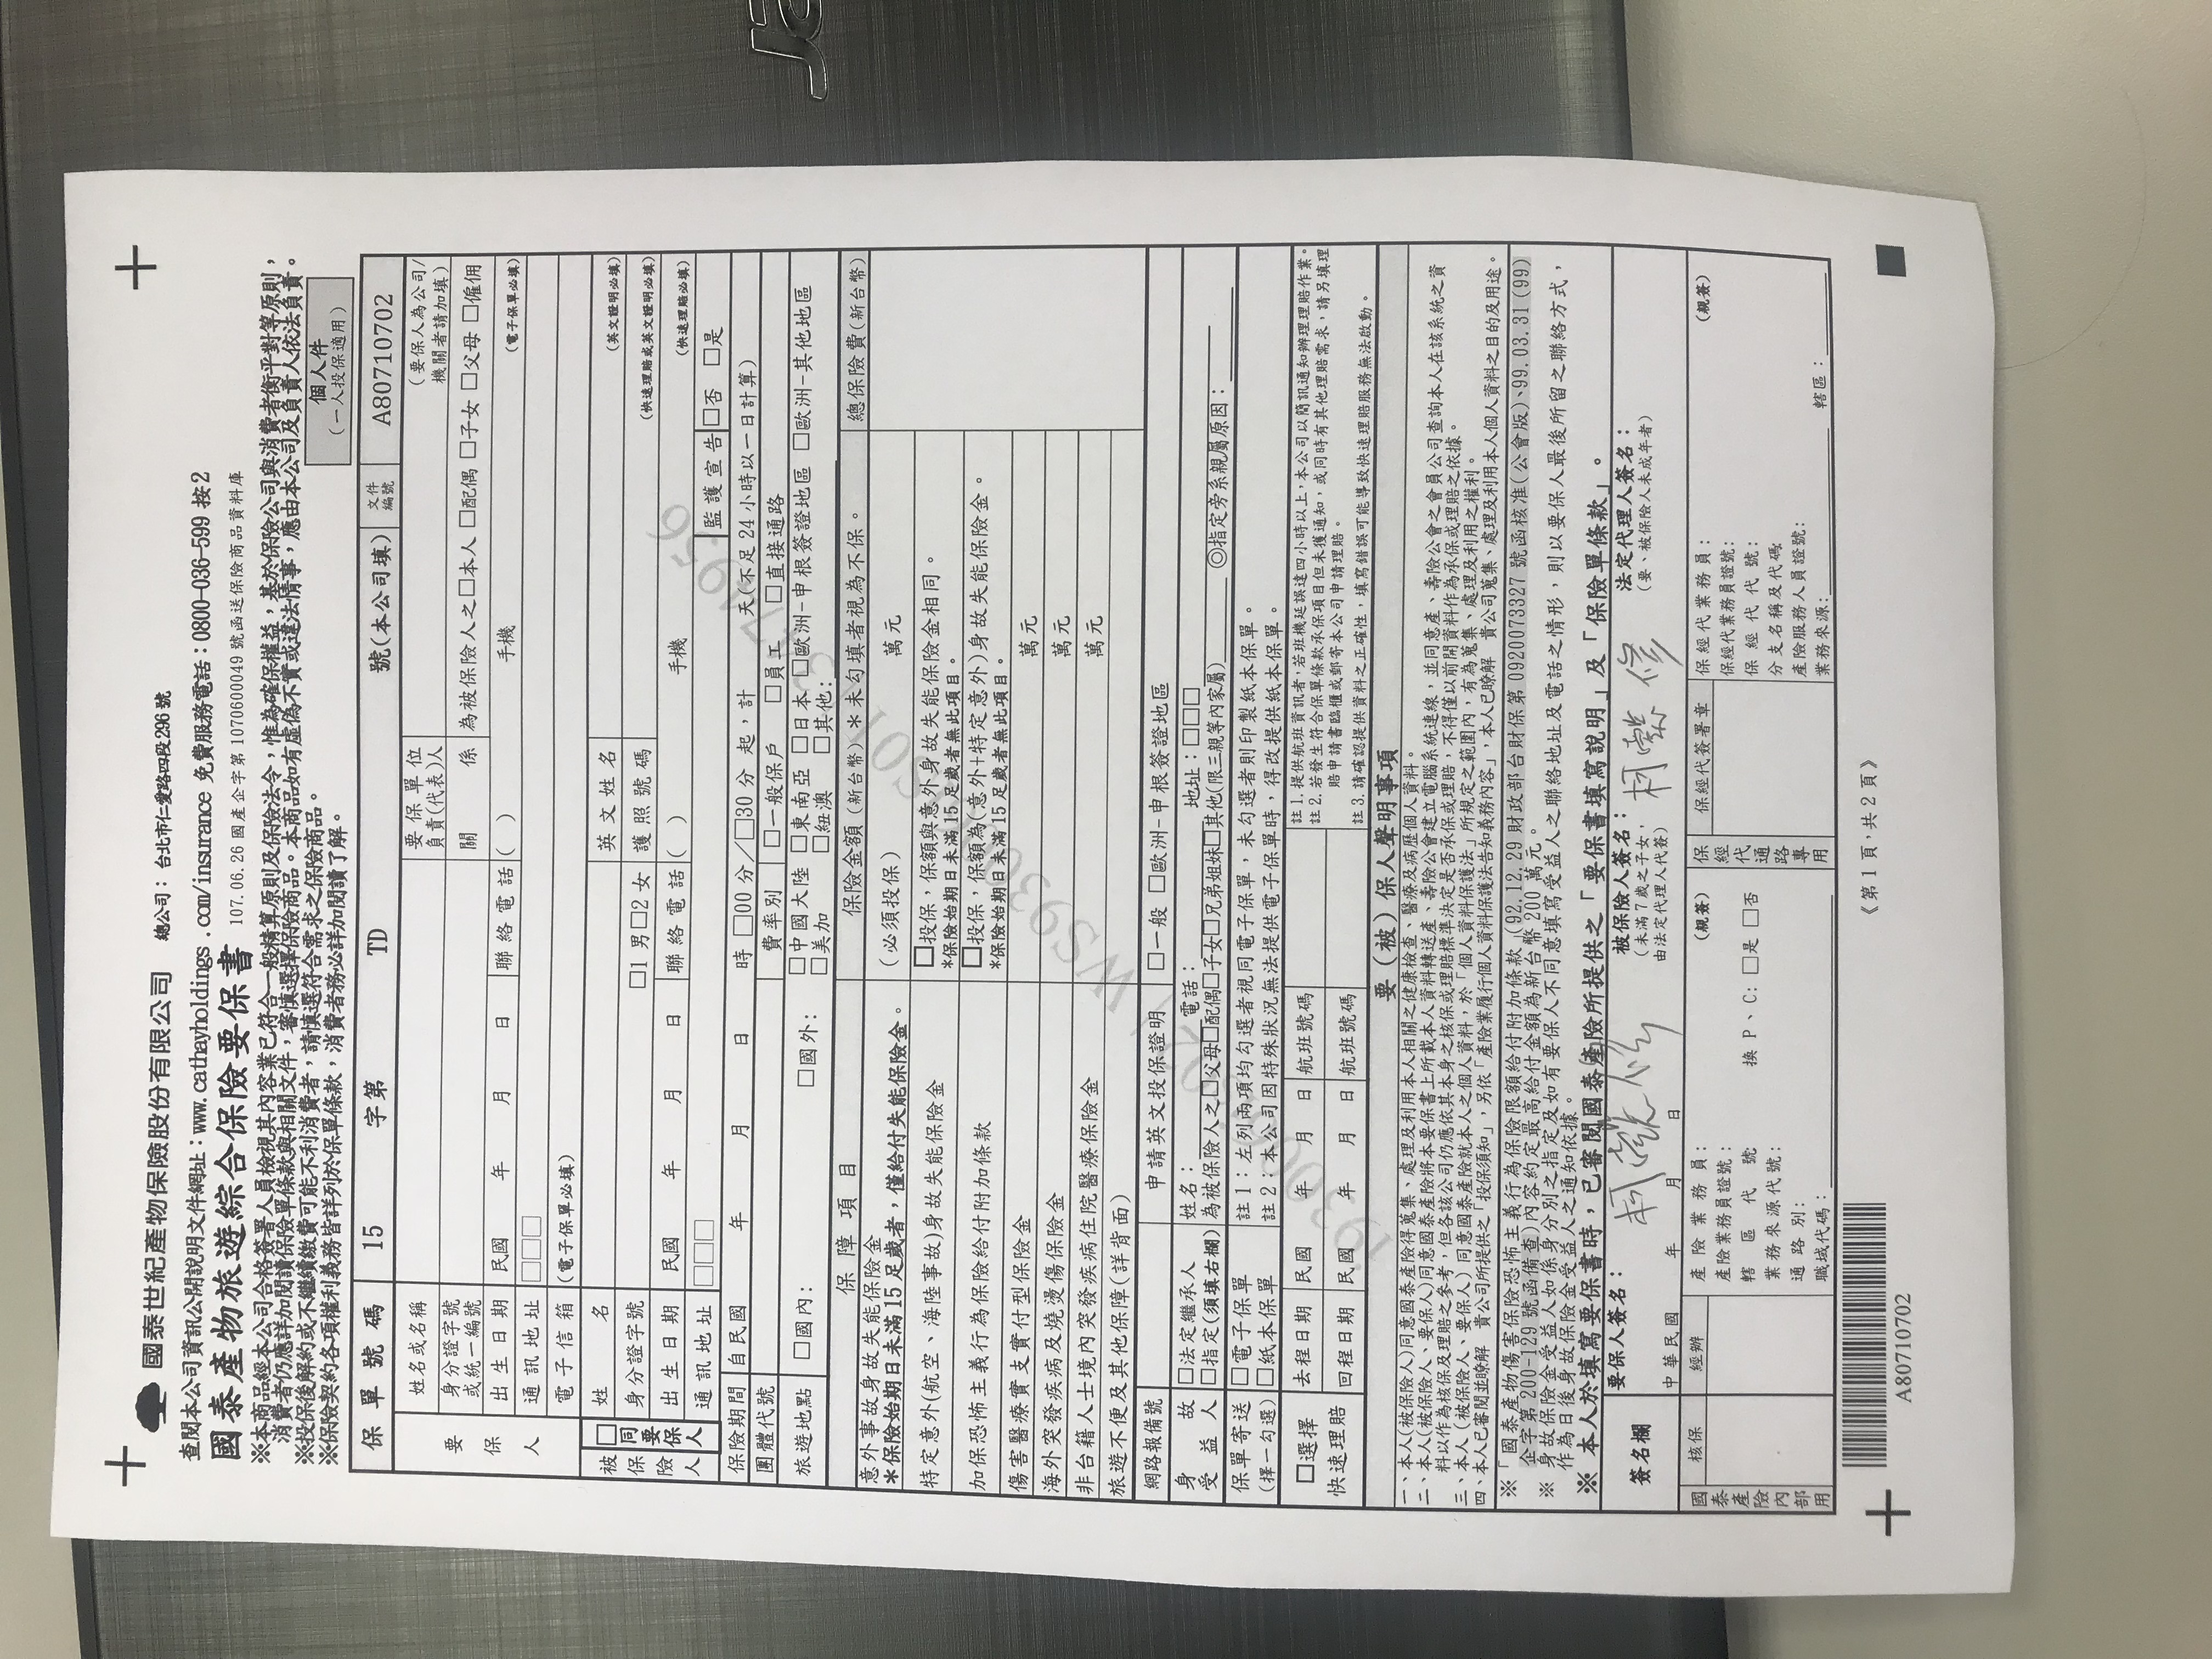 國泰世紀產物保險股份有限公司 總公司：台北市仁愛路四段296號
查閱本公司資訊公開說明文件網址：www.cathayholdings.com/insurance 免費服務電話：0800-036-599 按2
國泰產物旅遊綜合保險要保書 107.06.26 國產企字第 1070600049 號函送保險商品資料庫
※本商品經本公司合格簽署人員檢視其內容業已符合一般精算原則及保險法令，惟為確保權益，基於保險公司與消費者衡平對等原則，
消費者仍應詳加閱讀保險單條款與相關文件，審慎選擇保險商品。本商品如有虛偽不實或違法情事，應由本公司及負責人依法負責。
※投保後解約或不繼續繳費可能不利消費者，請慎選符合需求之保險商品。
※保險契約各項權利義務皆詳列於保單條款，消費者務必詳加閱讀了解。
個人件
（一人投保適用）
保單號碼 15 字第 TD 號(本公司填) 文件編號 A80710702
要保人
姓名或名稱 要保單位負責(代表)人 （要保人為公司/機關者請加填）
身分證字號或統一編號 關係 為被保險人之□本人 □配偶 □子女 □父母 □僱佣
出生日期 民國 年 月 日 聯絡電話 ( ) 手機 (電子保單必填)
通訊地址 □□□
電子信箱 (電子保單必填)
被保險人 □同要保人
姓名 英文姓名 (英文證明必填)
身分證字號 □1 男□2 女 護照號碼 (快速理賠或英文證明必填)
出生日期 民國 年 月 日 聯絡電話 ( ) 手機 (快速理賠必填)
通訊地址 □□□ 監護宣告 □否 □是
保險期間 自民國 年 月 日 時 □00 分／□30 分 起，計 天(不足 24 小時以一日計算)
團體代號 費率別 □一般保戶 □員工 □直接通路
旅遊地點 □國內: □國外: □中國大陸 □東南亞 □日本 □歐洲-申根簽證地區 □歐洲-其他地區
□美加 □紐澳 □其他:
保障項目 保險金額（新台幣）＊未勾填者視為不保。 總保險費(新台幣)
意外事故身故失能保險金
＊保險始期日未滿 15 足歲者，僅給付失能保險金。 （必須投保） 萬元
特定意外(航空、海陸事故)身故失能保險金 □投保，保額與意外身故失能保險金相同。
*保險始期日未滿 15 足歲者無此項目。
加保恐怖主義行為保險給付附加條款 □投保，保額為(意外+特定意外)身故失能保險金。
*保險始期日未滿 15 足歲者無此項目。
傷害醫療實支實付型保險金 萬元
海外突發疾病及燒燙傷保險金 萬元
非台籍人士境內突發疾病住院醫療保險金 萬元
旅遊不便及其他保障(詳背面)
網路報備號 申請英文投保證明 □一般 □歐洲-申根簽證地區
身故受益人 □法定繼承人 姓名： 電話： 地址：□□□
□指定(須填右欄) 為被保險人之□父母□配偶□子女□兄弟姐妹□其他(限三親等內家屬) ◎指定旁系親屬原因：
保單寄送 □電子保單 註 1：左列兩項均勾選者視同電子保單，未勾選者則印製紙本保單。
(擇一勾選) □紙本保單 註 2：本公司因特殊狀況無法提供電子保單時，得改提供紙本保單。
□選擇快速理賠 去程日期 民國 年 月 日 航班號碼
回程日期 民國 年 月 日 航班號碼
註 1. 提供航班資訊者，若班機延誤達四小時以上，本公司以簡訊通知辦理理賠作業。
註 2. 若發生符合保單條款承保項目但未獲通知，或同時有其他理賠需求，請另填理
賠申請書臨櫃或郵寄本公司申請理賠。
註 3. 請確認提供資料之正確性，填寫錯誤可能導致快速理賠服務無法啟動。
要（被）保人聲明事項
一、本人(被保險人)同意國泰產險得蒐集、處理及利用本人相關之健康檢查、醫療及病歷個人資料。
二、本人(被保險人、要保人)同意國泰產險將本要保書上所載本人資料轉送產、壽險公會建立電腦系統連線，並同意產、壽險公會之會員公司查詢本人在該系統之資
料以作為核保及理賠之參考，但各該公司仍應依其本身之核保或理賠標準決定是否承保或理賠，不得僅以前開資料作為承保或理賠之依據。
三、本人（被保險人、要保人）同意國泰產險就本人之個人資料，於「個人資料保護法」所規定之範圍內，有為蒐集、處理及利用之權利。
四、本人已審閱並瞭解 貴公司所提供之「投保須知」，另依「產險業履行個人資料保護法告知義務內容」，本人已瞭解 貴公司蒐集、處理及利用本人個人資料之目的及用途。
※「國泰產物傷害保險恐怖主義行為保險限額給付附加條款」(92.12.29 財政部台財保第 0920073327 號函核准(公會版)、99.03.31(99)
企字第 200-129 號函備查)內容約定最高給付金額為新台幣 200 萬元。
※ 身故保險金受益人如係身分別之指定及如有要保人不同意填寫受益人之聯絡地址及電話之情形，則以要保人最後所留之聯絡方式，
作為日後身故保險金受益人之通知依據。
※ 本人於填寫要保書時，已審閱國泰產險所提供之「要保書填寫說明」及「保險單條款」。
簽名欄 要保人簽名： 被保險人簽名： 法定代理人簽名：
(未滿 7 歲之子女，由法定代理人代簽) (要、被保險人未成年者)
中華民國 年 月 日
國泰產險內部用 核保 經辦
產險業務員： (親簽)
產險業務員證號：
轄區代號 換 P、C: □是 □否
業務來源代號：
通路別：
職域代碼：
保經代通路專用 保經代簽署章
保經代業務員： (親簽)
保經代業務員證號：
保經代代號：
分支名稱及代碼
產險服務人員證號：
業務來源: 轄區：
A80710702
《第 1 頁，共 2 頁》